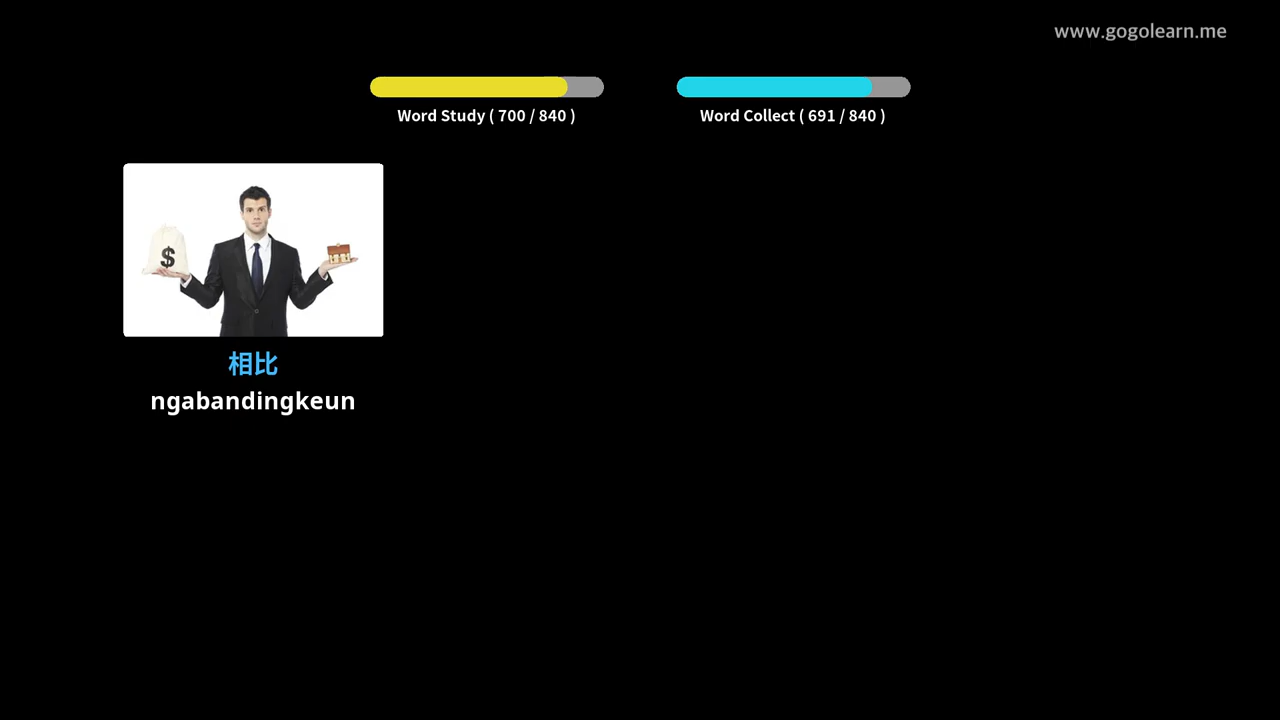 www.gogolearn.me
Word Study ( 700 / 840 )
Word Collect ( 691 / 840 )
$
相比
ngabandingkeun